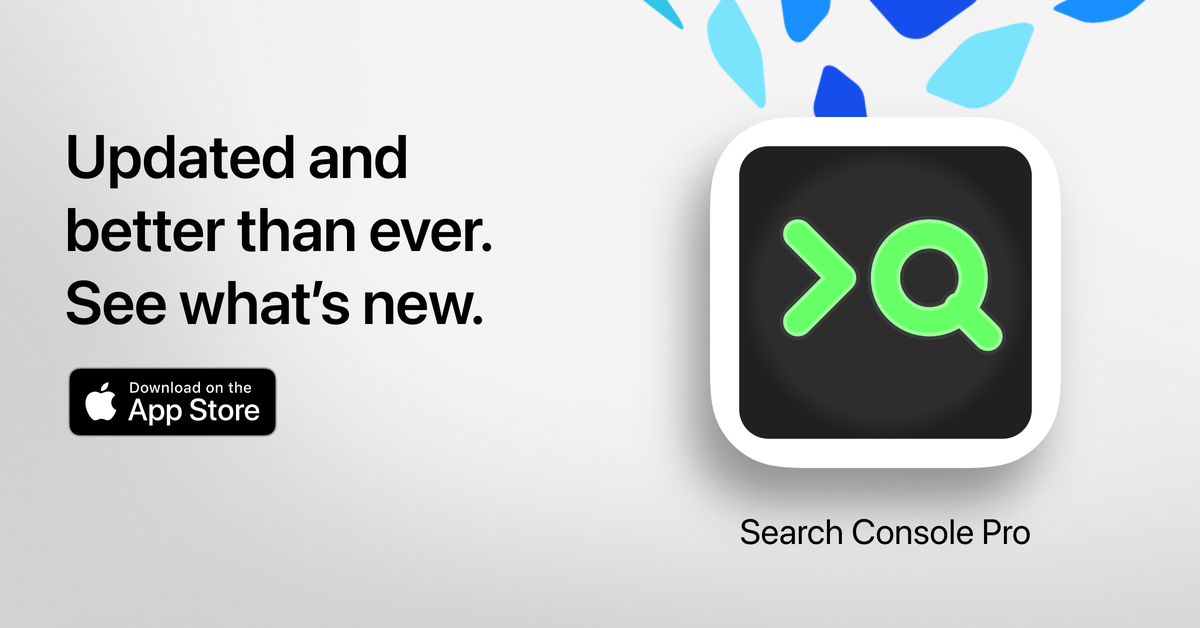 Updated and
better than ever.
See what’s new.
Download on the
App Store
Search Console Pro